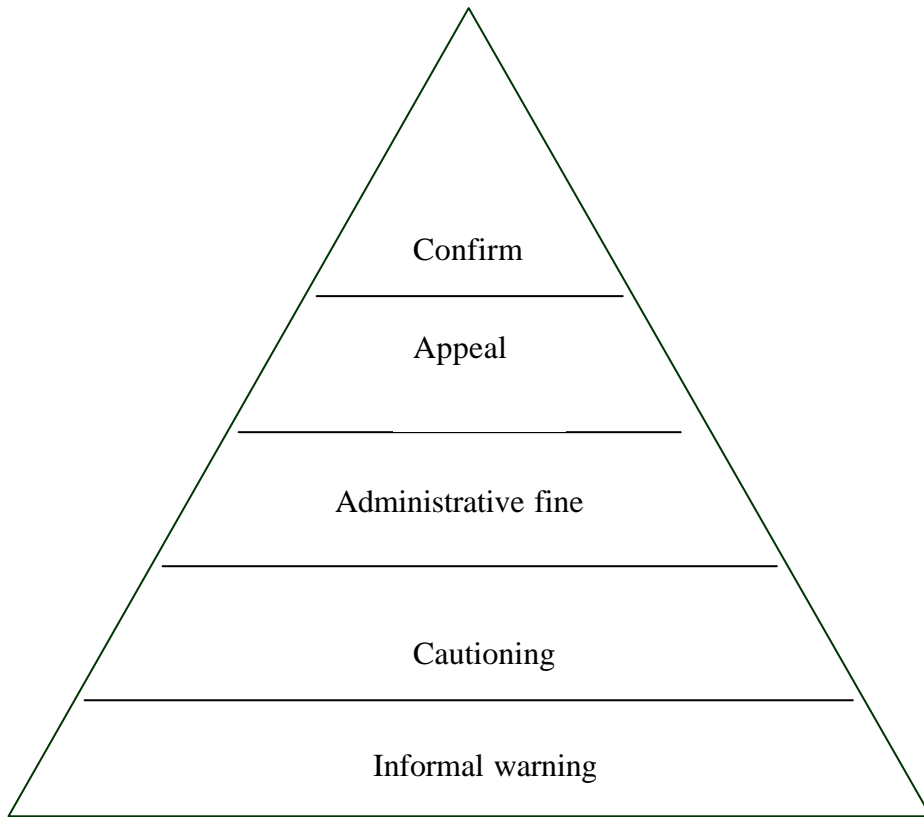 Confirm
Appeal
Administrative fine
Cautioning
Informal warning